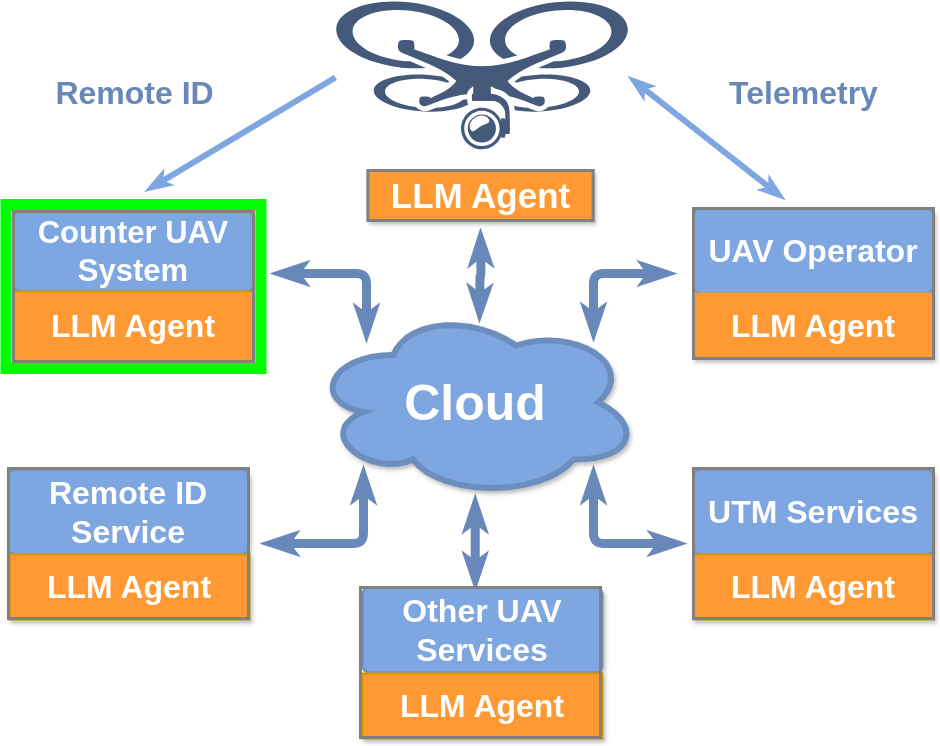 Remote ID
Telemetry
LLM Agent
Counter UAV
System
LLM Agent
UAV Operator
LLM Agent
Cloud
Remote ID
Service
LLM Agent
UTM Services
LLM Agent
Other UAV
Services
LLM Agent